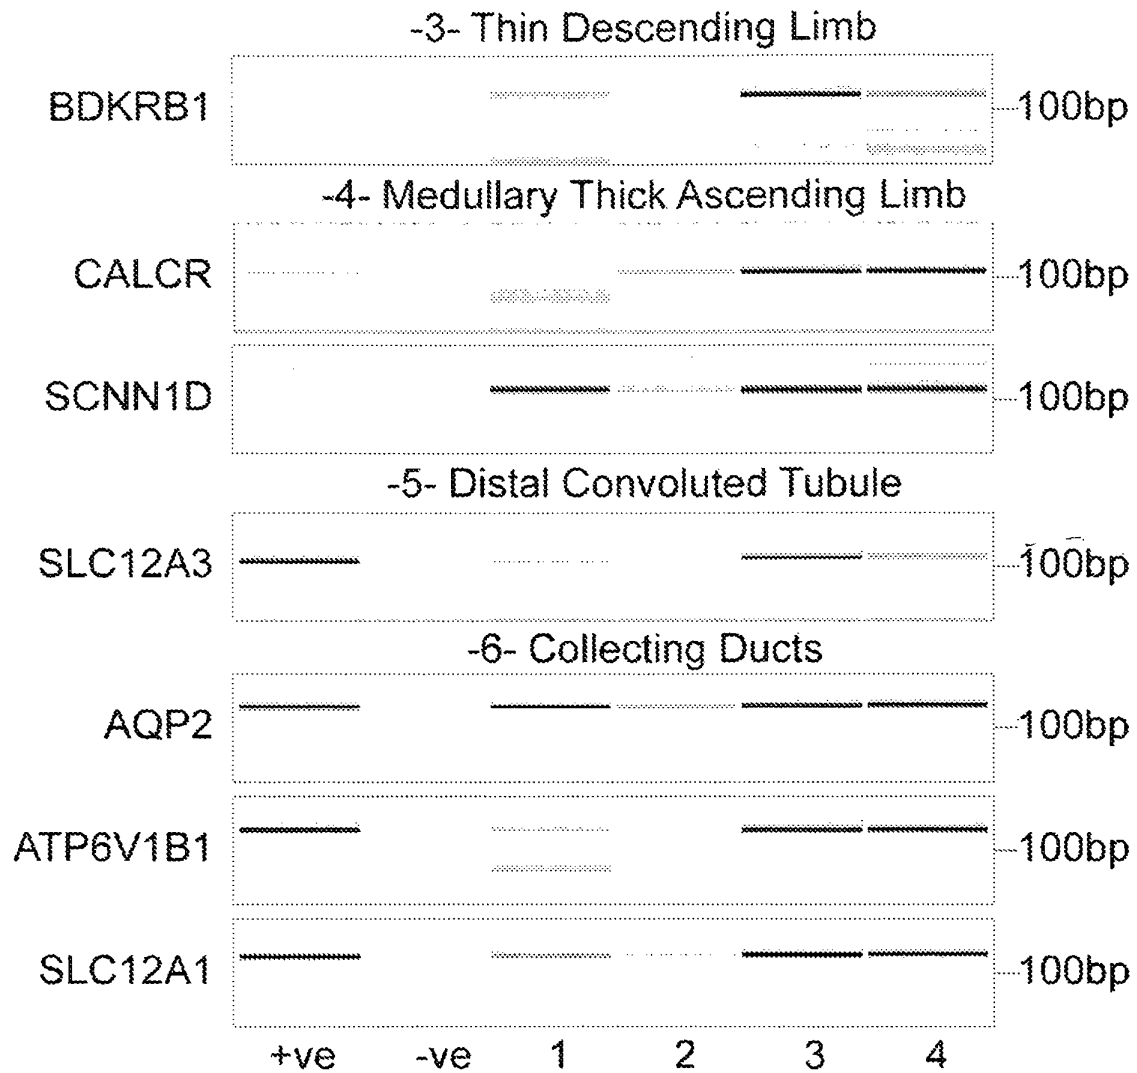 -3- Thin Descending Limb
BDKRB1 100bp
-4- Medullary Thick Ascending Limb
CALCR 100bp
SCNN1D 100bp
-5- Distal Convoluted Tubule
SLC12A3 100bp
-6- Collecting Ducts
AQP2 100bp
ATP6V1B1 100bp
SLC12A1 100bp
+ve -ve 1 2 3 4